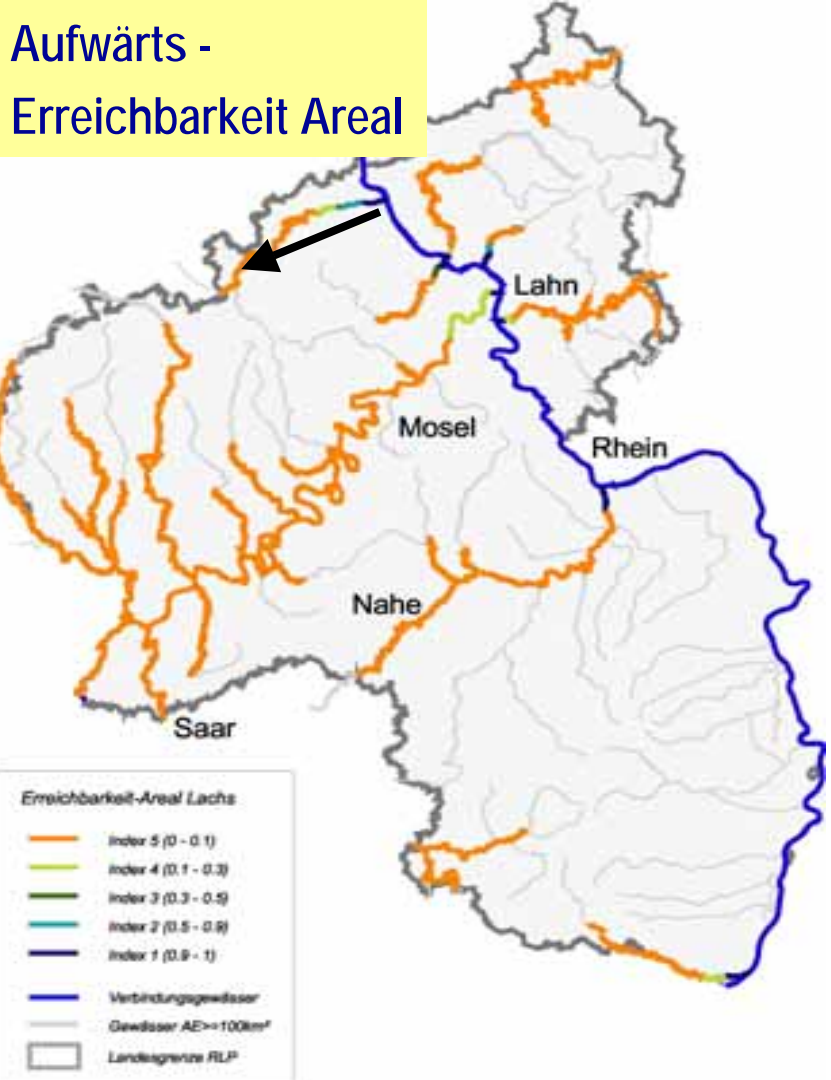 Aufwärts -
Erreichbarkeit Areal
Lahn
Mosel
Rhein
Nahe
Saar
Erreichbarkeit-Areal Lachs
Index 5 (0 - 0.1)
Index 4 (0.1 - 0.3)
Index 3 (0.3 - 0.5)
Index 2 (0.5 - 0.9)
Index 1 (0.9 - 1)
Verbindungsgewässer
Gewässer AE>=100km²
Landesgrenze RLP